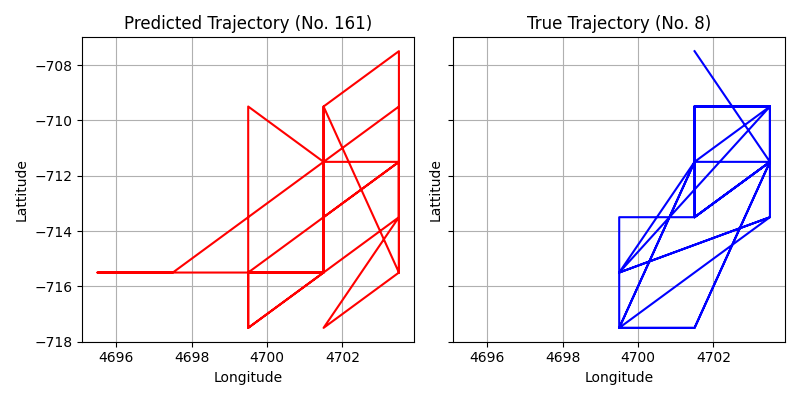 Predicted Trajectory (No. 161)
True Trajectory (No. 8)
−708
−710
−712
−714
−716
−718
Lattitude
Lattitude
4696
4698
4700
4702
4696
4698
4700
4702
Longitude
Longitude